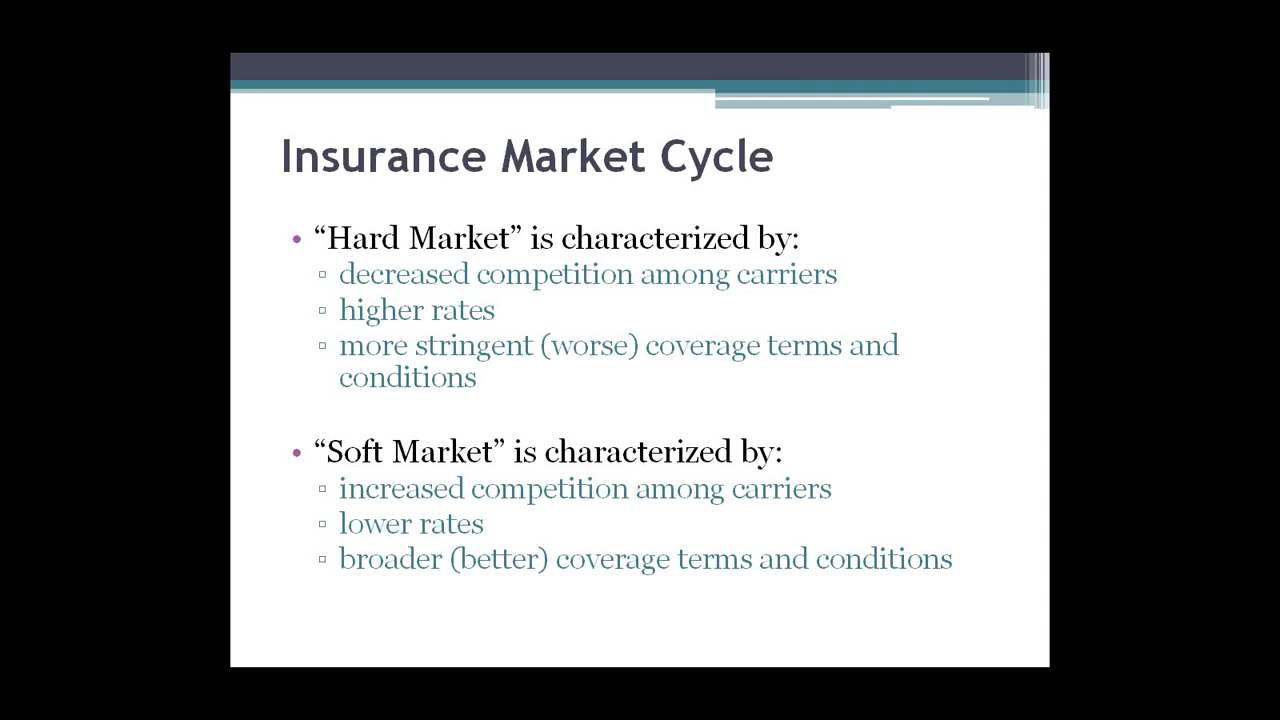 Insurance Market Cycle
• “Hard Market” is characterized by:
▫ decreased competition among carriers
▫ higher rates
▫ more stringent (worse) coverage terms and
conditions
• “Soft Market” is characterized by:
▫ increased competition among carriers
▫ lower rates
▫ broader (better) coverage terms and conditions